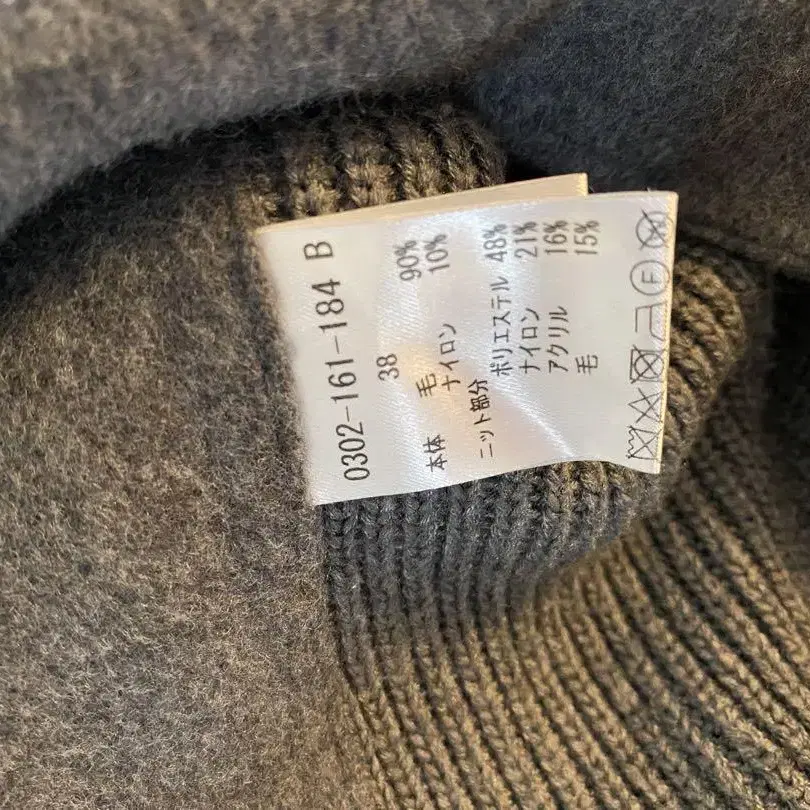 0302-161-184 B
38
本体 毛 90%
ナイロン 10%
ニット部分
ポリエステル 48%
ナイロン 21%
アクリル 16%
毛 15%
F